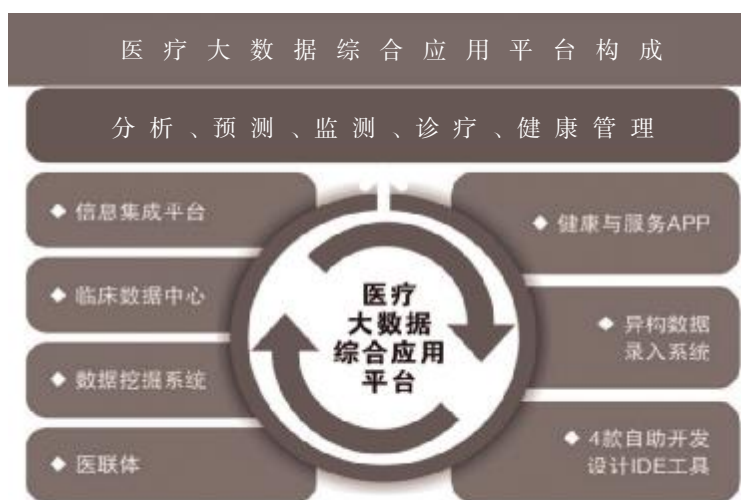 医疗大数据综合应用平台构成
分析、预测、监测、诊疗、健康管理
◆ 信息集成平台
◆ 临床数据中心
◆ 数据挖掘系统
◆ 医联体
医疗
大数据
综合应用
平台
◆ 健康与服务APP
◆ 异构数据
录入系统
◆ 4款自助开发
设计IDE工具